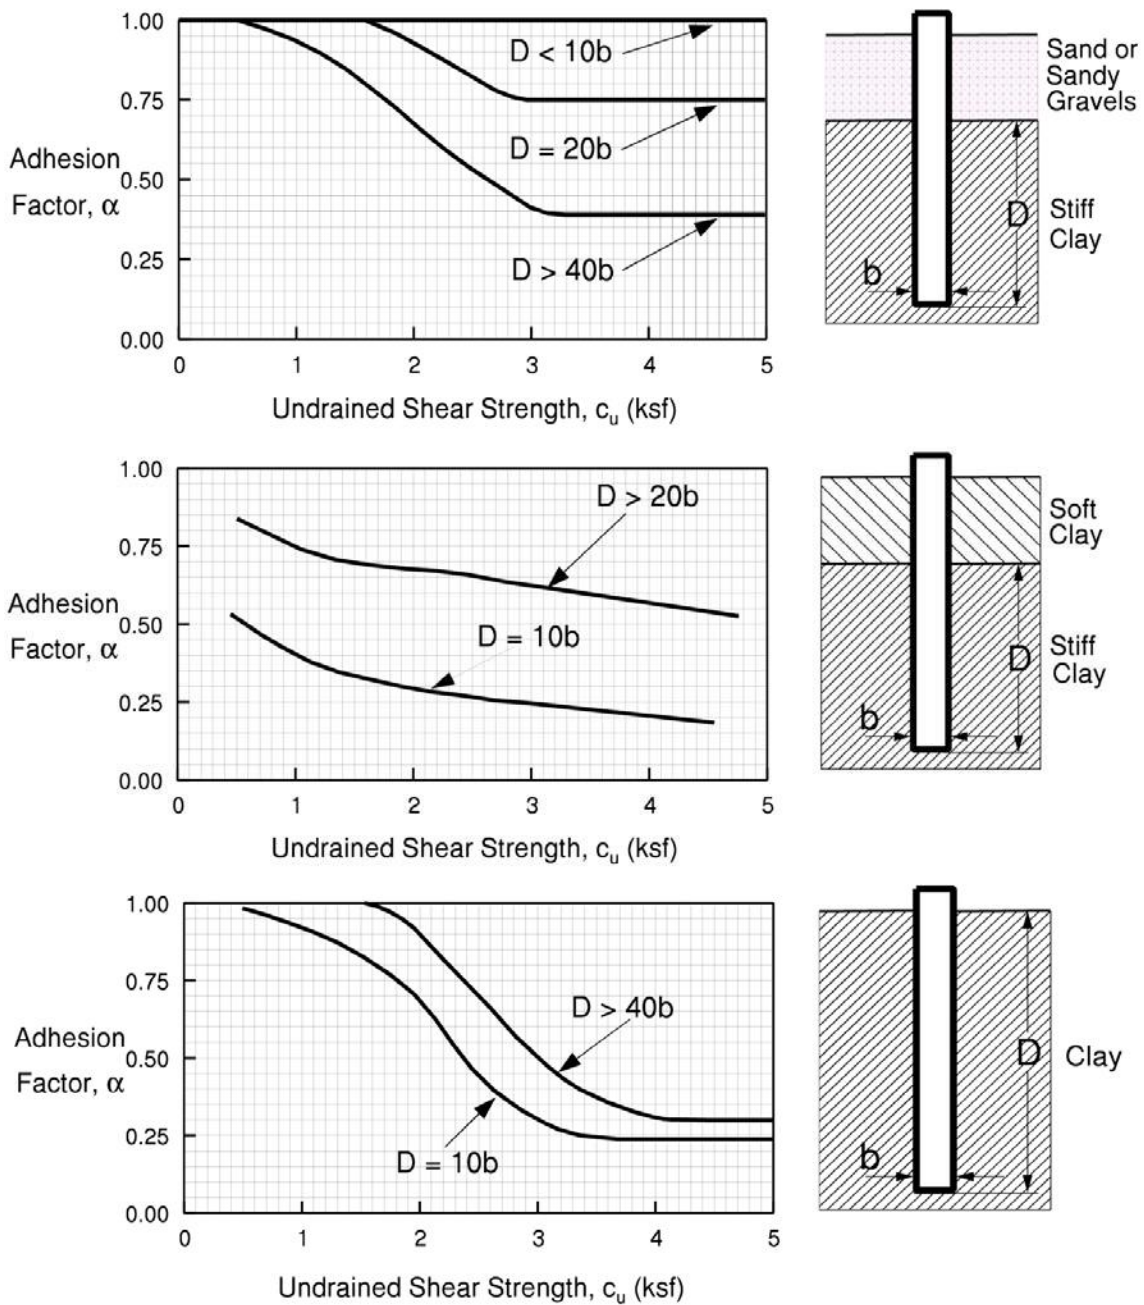 1.00
0.75
0.50
0.25
0.00
Adhesion
Factor, α
D < 10b
D = 20b
D > 40b
0 1 2 3 4 5
Undrained Shear Strength, cu (ksf)
Sand or
Sandy
Gravels
D
Stiff
Clay
b
1.00
0.75
0.50
0.25
0.00
Adhesion
Factor, α
D > 20b
D = 10b
0 1 2 3 4 5
Undrained Shear Strength, cu (ksf)
Soft
Clay
D
Stiff
Clay
b
1.00
0.75
0.50
0.25
0.00
Adhesion
Factor, α
D > 40b
D = 10b
0 1 2 3 4 5
Undrained Shear Strength, cu (ksf)
D
Clay
b